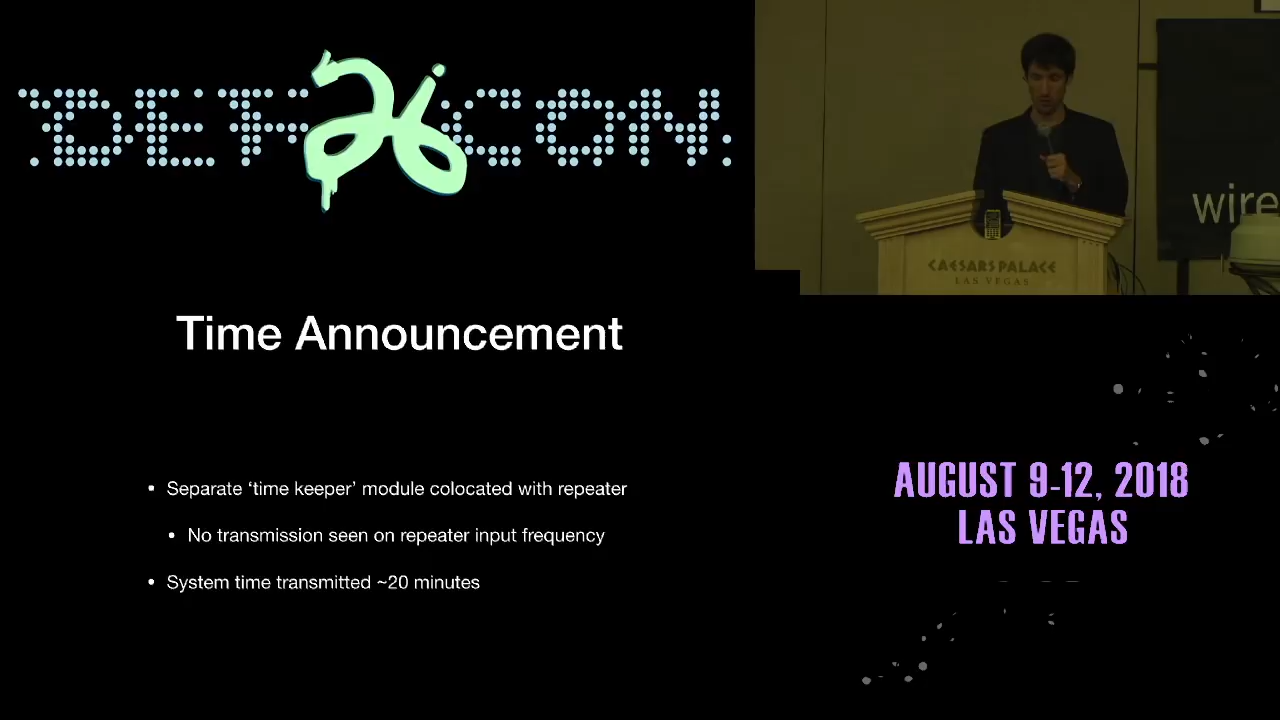 DEF 26 CON
wire
CAESARS PALACE
LAS VEGAS
Time Announcement
• Separate ‘time keeper’ module colocated with repeater
• No transmission seen on repeater input frequency
• System time transmitted ~20 minutes
AUGUST 9-12, 2018
LAS VEGAS